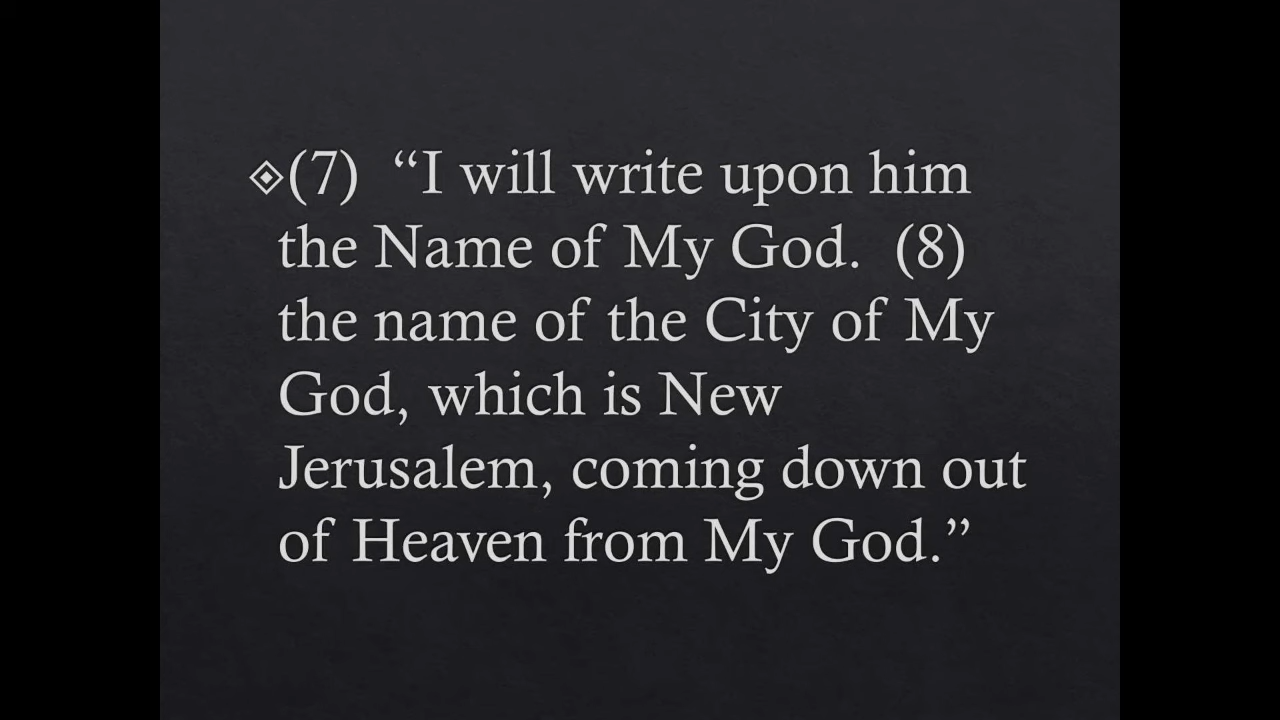 (7) “I will write upon him
the Name of My God. (8)
the name of the City of My
God, which is New
Jerusalem, coming down out
of Heaven from My God.”